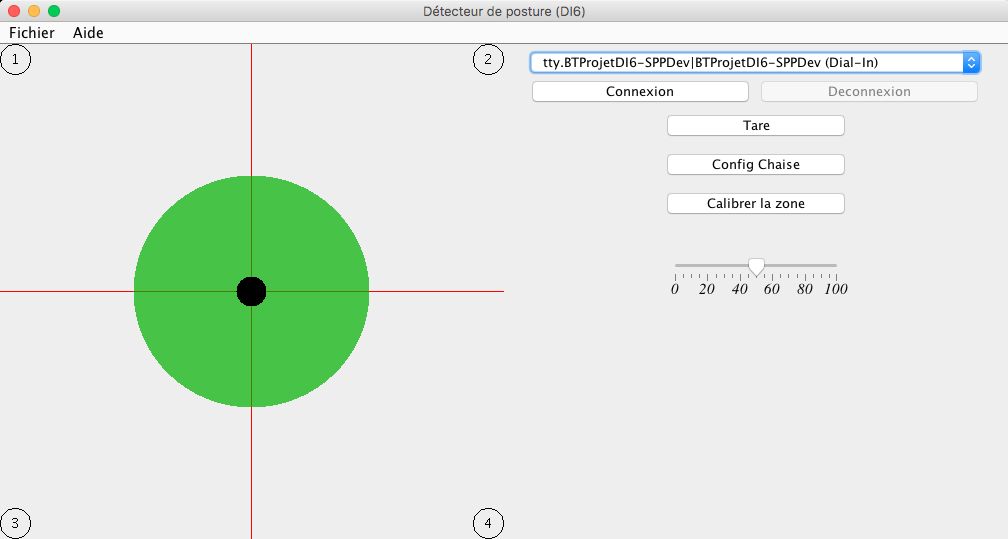 Détecteur de posture (DI6)
Fichier Aide
1
2
tty.BTProjetDI6-SPPDev|BTProjetDI6-SPPDev (Dial-In)
Connexion
Deconnexion
Tare
Config Chaise
Calibrer la zone
0 20 40 60 80 100
3
4